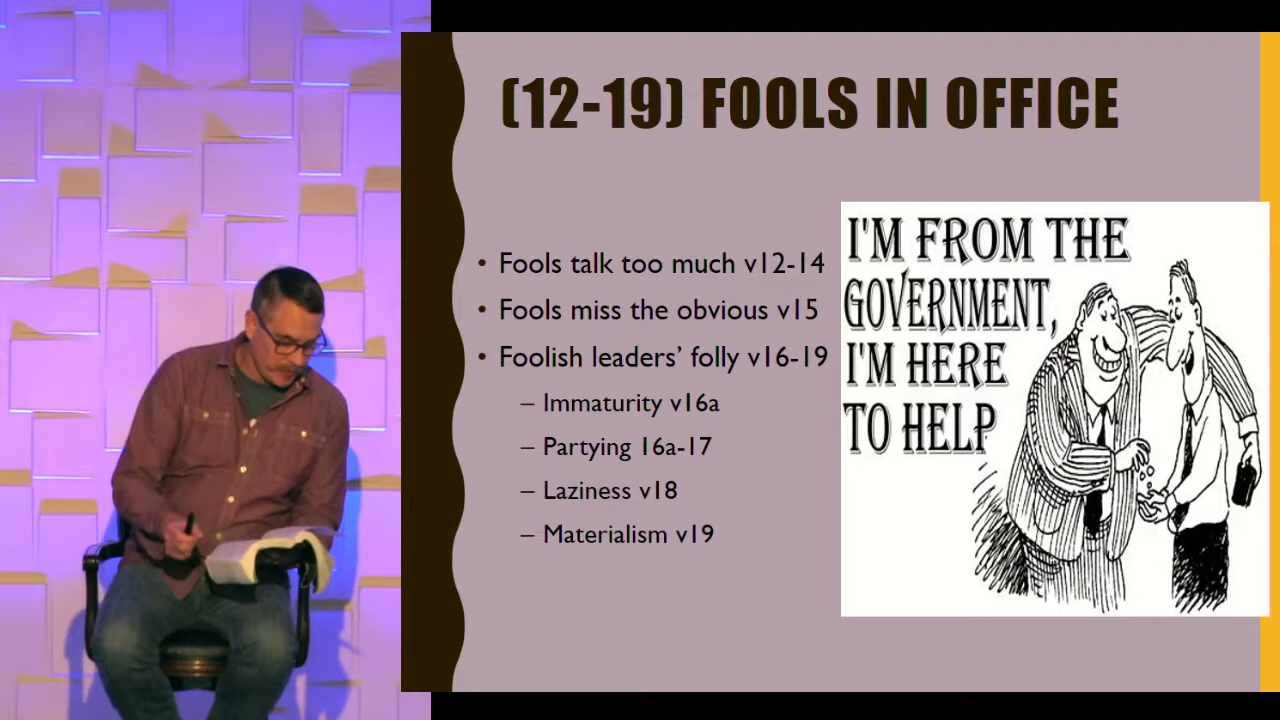 (12-19) FOOLS IN OFFICE
• Fools talk too much v12-14
• Fools miss the obvious v15
• Foolish leaders' folly v16-19
– Immaturity v16a
– Partying 16a-17
– Laziness v18
– Materialism v19
I'M FROM THE
GOVERNMENT,
I'M HERE
TO HELP